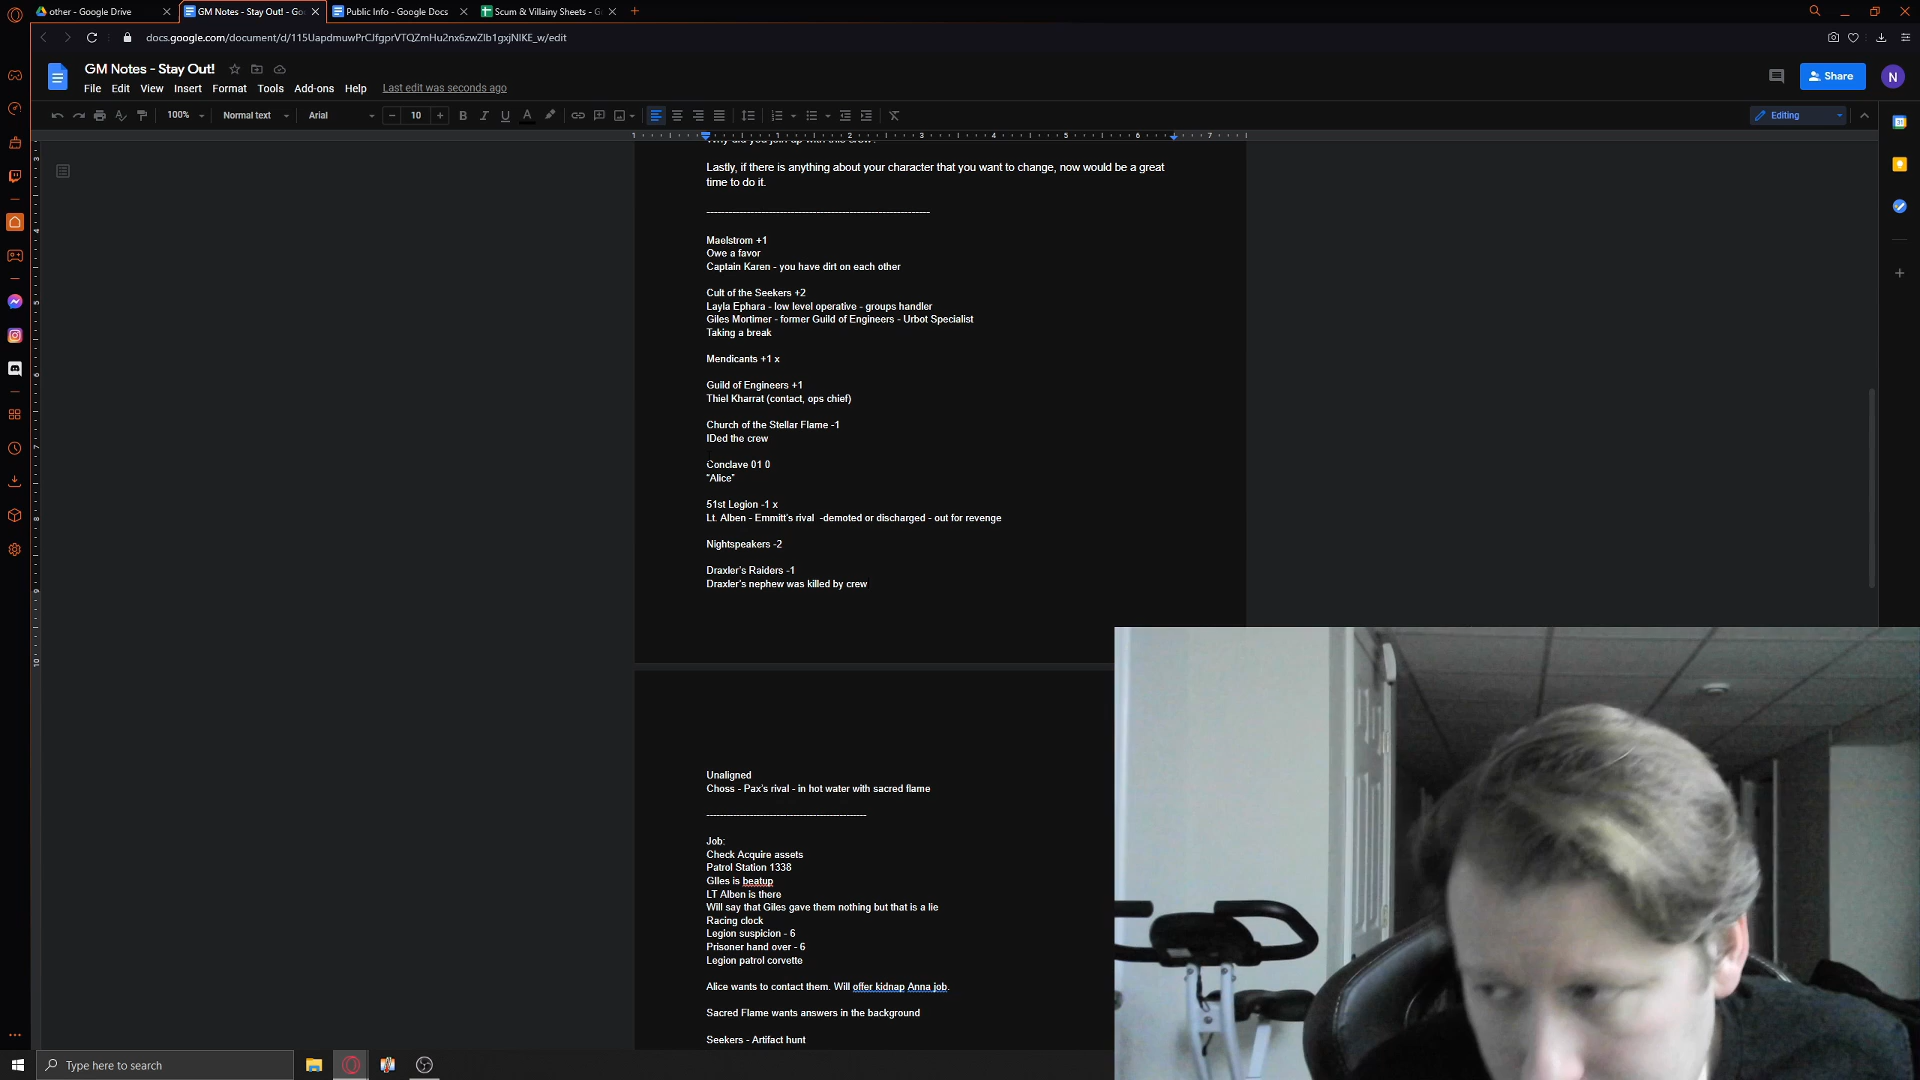 other - Google Drive
GM Notes - Stay Out! - Go
Public Info - Google Docs
Scum & Villainy Sheets - G
docs.google.com/document/d/115UapdmuwPrCJfgprVTQZmHu2nx6zwZlb1gxjNIKE_w/edit
GM Notes - Stay Out!
File Edit View Insert Format Tools Add-ons Help Last edit was seconds ago
Share
N
100% Normal text Arial 10 Editing
Why did you join up with this crew?
Lastly, if there is anything about your character that you want to change, now would be a great
time to do it.
Maelstrom +1
Owe a favor
Captain Karen - you have dirt on each other
Cult of the Seekers +2
Layla Ephara - low level operative - groups handler
Giles Mortimer - former Guild of Engineers - Urbot Specialist
Taking a break
Mendicants +1 x
Guild of Engineers +1
Thiel Kharrat (contact, ops chief)
Church of the Stellar Flame -1
IDed the crew
Conclave 01 0
“Alice”
51st Legion -1 x
Lt. Alben - Emmitt’s rival -demoted or discharged - out for revenge
Nightspeakers -2
Draxler’s Raiders -1
Draxler’s nephew was killed by crew
Unaligned
Choss - Pax’s rival - in hot water with sacred flame
Job:
Check Acquire assets
Patrol Station 1338
GIles is beatup
LT Alben is there
Will say that Giles gave them nothing but that is a lie
Racing clock
Legion suspicion - 6
Prisoner hand over - 6
Legion patrol corvette
Alice wants to contact them. Will offer kidnap Anna job.
Sacred Flame wants answers in the background
Seekers - Artifact hunt
Type here to search